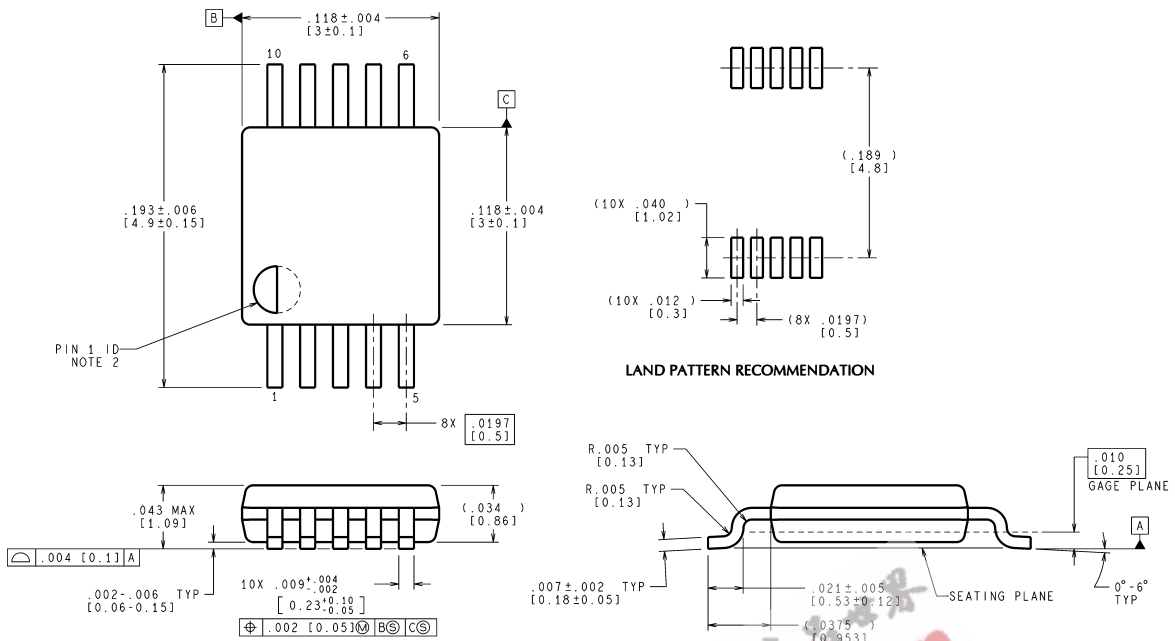 B
.118±.004
[3±0.1]
10
6
C
.193±.006
[4.9±0.15]
.118±.004
[3±0.1]
PIN 1 ID
NOTE 2
1
5
8X .0197
[0.5]
(.189 )
[4.8]
(10X .040 )
[1.02]
(10X .012 )
[0.3]
(8X .0197)
[0.5]
LAND PATTERN RECOMMENDATION
.043 MAX
[1.09]
(.034 )
[0.86]
⌓ .004 [0.1] A
.002-.006 TYP
[0.06-0.15]
10X .009+.004-.002
[ 0.23+0.10-0.05 ]
⌖ .002 [0.05]Ⓜ BⓈ CⓈ
R.005 TYP
[0.13]
R.005 TYP
[0.13]
.010
[0.25]
GAGE PLANE
A
.007±.002 TYP
[0.18±0.05]
.021±.005
[0.53±0.12]
SEATING PLANE
0°-6°
TYP
(.0375 )
[0.953]